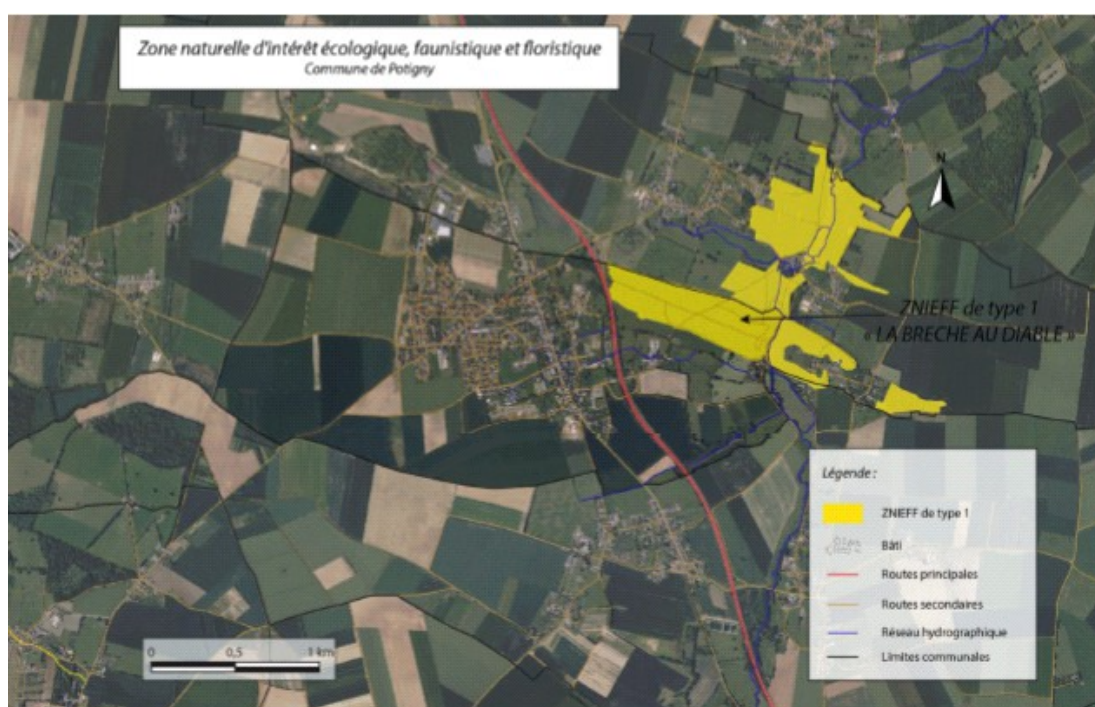 Zone naturelle d'intérêt écologique, faunistique et floristique
Commune de Potigny
N
ZNIEFF de type 1
« LA BRECHE AU DIABLE »
Légende :
ZNIEFF de type 1
Bâti
Routes principales
Routes secondaires
Réseau hydrographique
Limites communales
0 0,5 1 km